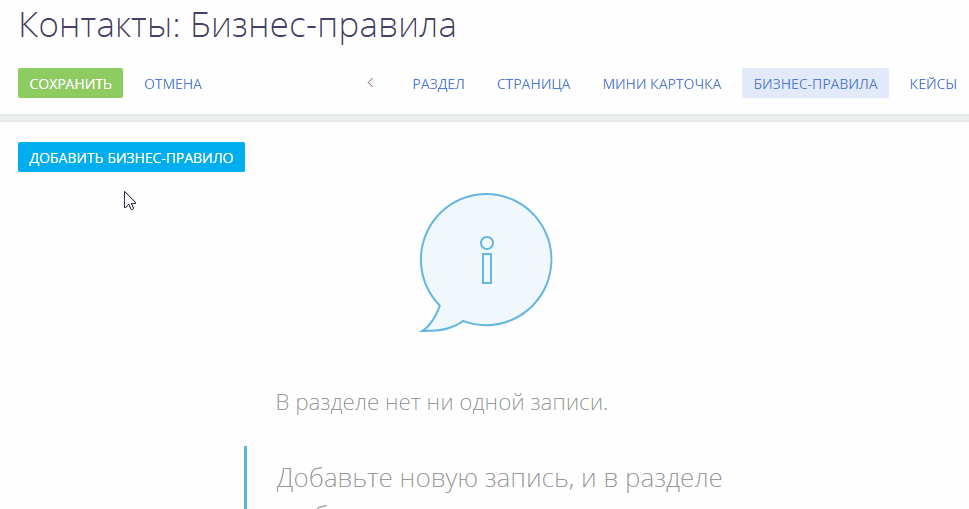 Контакты: Бизнес-правила
СОХРАНИТЬ ОТМЕНА РАЗДЕЛ СТРАНИЦА МИНИ КАРТОЧКА БИЗНЕС-ПРАВИЛА КЕЙСЫ
ДОБАВИТЬ БИЗНЕС-ПРАВИЛО
В разделе нет ни одной записи.
Добавьте новую запись, и в разделе